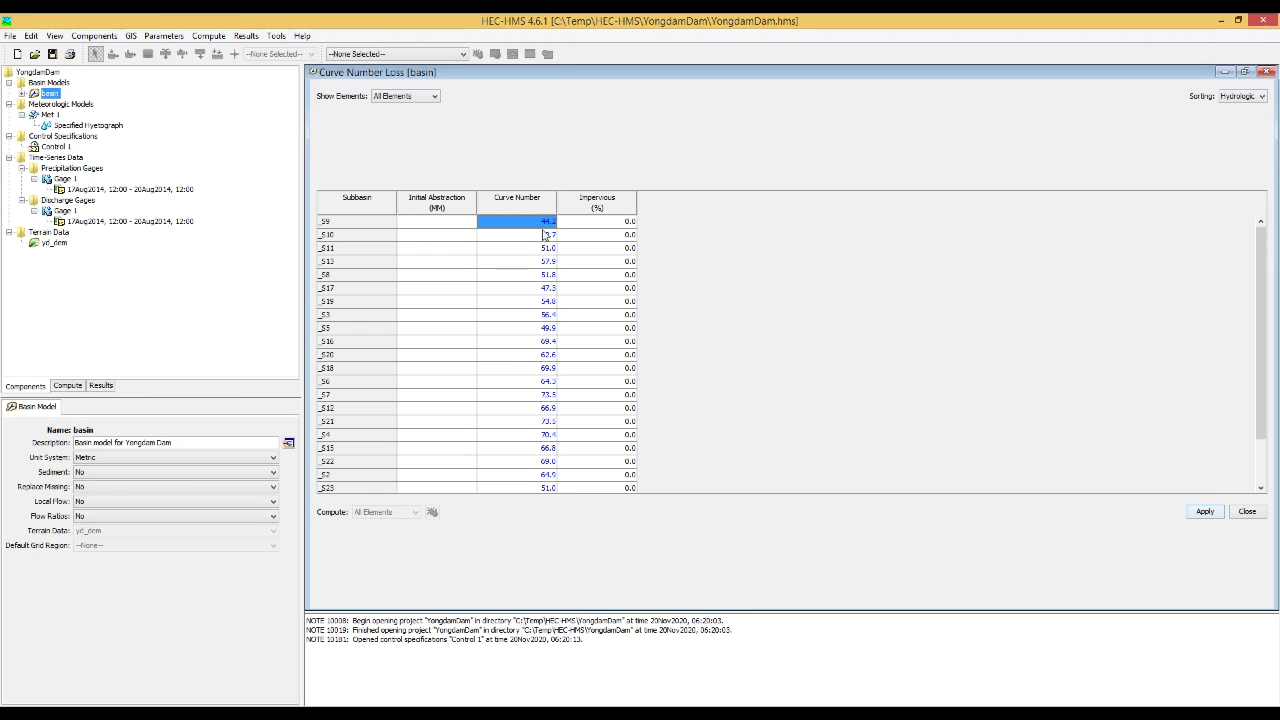 HEC-HMS 4.6.1 [C:\Temp\HEC-HMS\YongdamDam\YongdamDam.hms]
File Edit View Components GIS Parameters Compute Results Tools Help
--None Selected-- --None Selected--
YongdamDam
Basin Models
basin
Meteorologic Models
Met 1
Specified Hyetograph
Control Specifications
Control 1
Time-Series Data
Precipitation Gages
Gage 1
17Aug2014, 12:00 - 20Aug2014, 12:00
Discharge Gages
Gage 1
17Aug2014, 12:00 - 20Aug2014, 12:00
Terrain Data
yd_dem
Components Compute Results
Basin Model
Name: basin
Description: Basin model for Yongdam Dam
Unit System: Metric
Sediment: No
Replace Missing: No
Local Flow: No
Flow Ratios: No
Terrain Data: yd_dem
Default Grid Region: --None--
Curve Number Loss [basin]
Show Elements: All Elements Sorting: Hydrologic
Subbasin Initial Abstraction (MM) Curve Number Impervious (%)
_S9 44.2 0.0
_S10 0.0
_S11 51.0 0.0
_S13 57.9 0.0
_S8 51.8 0.0
_S17 47.3 0.0
_S19 54.8 0.0
_S3 56.4 0.0
_S5 49.9 0.0
_S16 69.4 0.0
_S20 62.6 0.0
_S18 69.9 0.0
_S6 64.3 0.0
_S7 73.5 0.0
_S12 66.9 0.0
_S21 73.5 0.0
_S4 70.4 0.0
_S15 66.8 0.0
_S22 69.0 0.0
_S2 64.9 0.0
_S23 51.0 0.0
Compute: All Elements Apply Close
NOTE 10008: Begin opening project "YongdamDam" in directory "C:\Temp\HEC-HMS\YongdamDam" at time 20Nov2020, 06:20:03.
NOTE 10019: Finished opening project "YongdamDam" in directory "C:\Temp\HEC-HMS\YongdamDam" at time 20Nov2020, 06:20:03.
NOTE 10181: Opened control specifications "Control 1" at time 20Nov2020, 06:20:13.